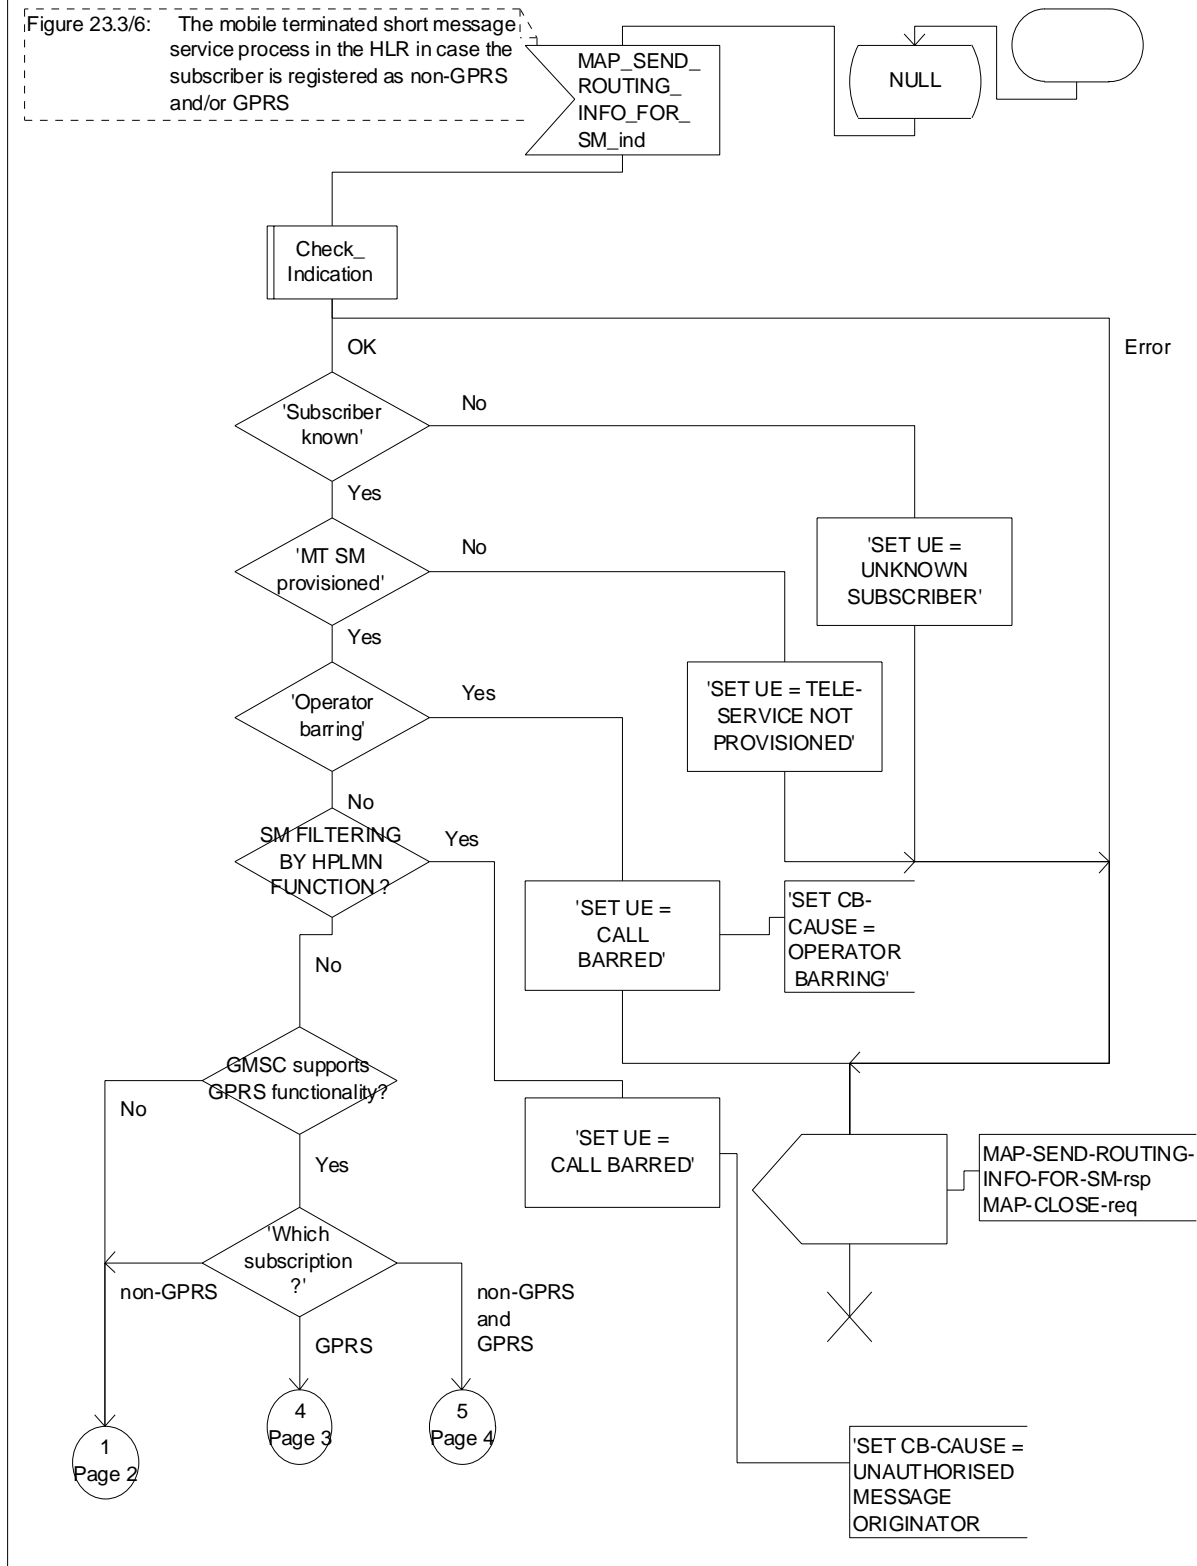 Figure 23.3/6: The mobile terminated short message
service process in the HLR in case the
subscriber is registered as non-GPRS
and/or GPRS
MAP_SEND_
ROUTING_
INFO_FOR_
SM_ind
NULL
Check_
Indication
OK
Error
'Subscriber
known'
No
Yes
'SET UE =
UNKNOWN
SUBSCRIBER'
'MT SM
provisioned'
No
Yes
'SET UE = TELE-
SERVICE NOT
PROVISIONED'
'Operator
barring'
Yes
No
SM FILTERING
BY HPLMN
FUNCTION ?
Yes
No
'SET UE =
CALL
BARRED'
'SET CB-
CAUSE =
OPERATOR
BARRING'
GMSC supports
GPRS functionality?
No
Yes
'SET UE =
CALL BARRED'
MAP-SEND-ROUTING-
INFO-FOR-SM-rsp
MAP-CLOSE-req
'Which
subscription
?'
non-GPRS
GPRS
non-GPRS
and
GPRS
1
Page 2
4
Page 3
5
Page 4
'SET CB-CAUSE =
UNAUTHORISED
MESSAGE
ORIGINATOR